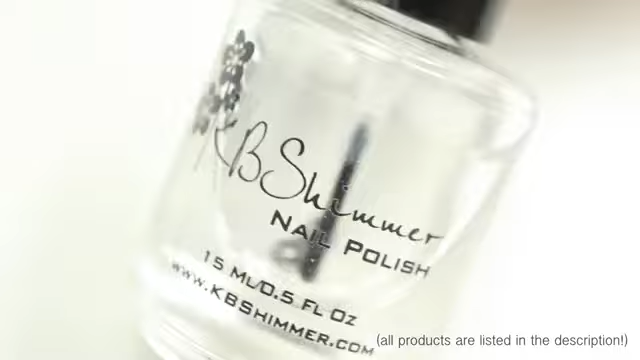 KBShimmer
Nail Polish
15 ML/0.5 FL Oz
www.KBShimmer.com
(all products are listed in the description!)